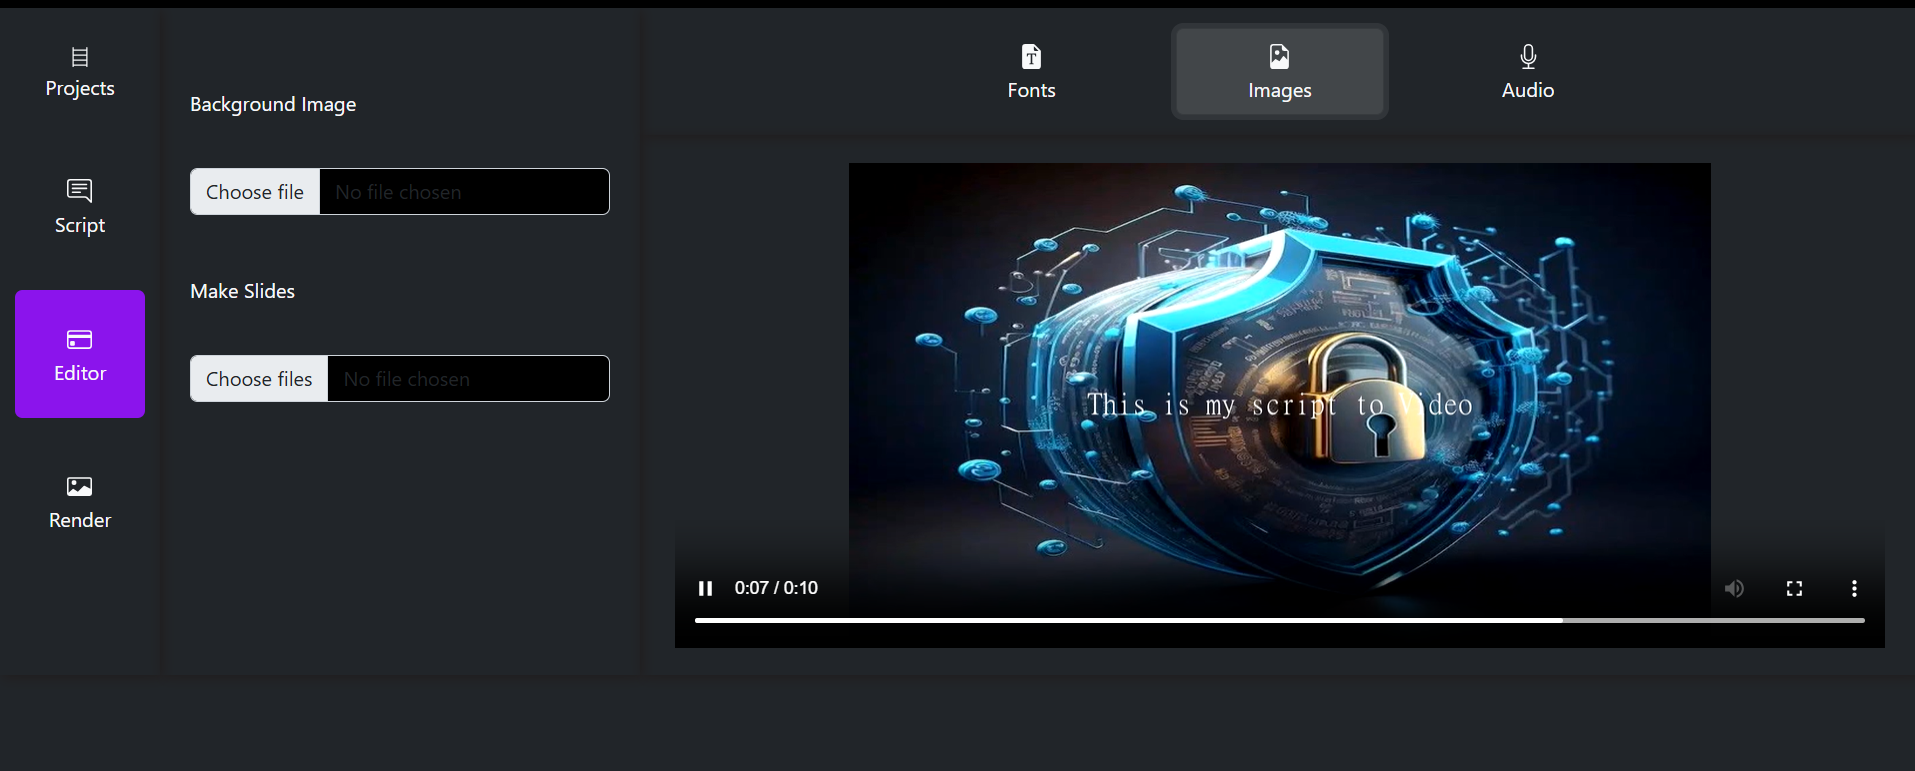 Projects
Script
Editor
Render
Background Image
Choose file No file chosen
Make Slides
Choose files No file chosen
Fonts
Images
Audio
This is my script to Video
0:07 / 0:10